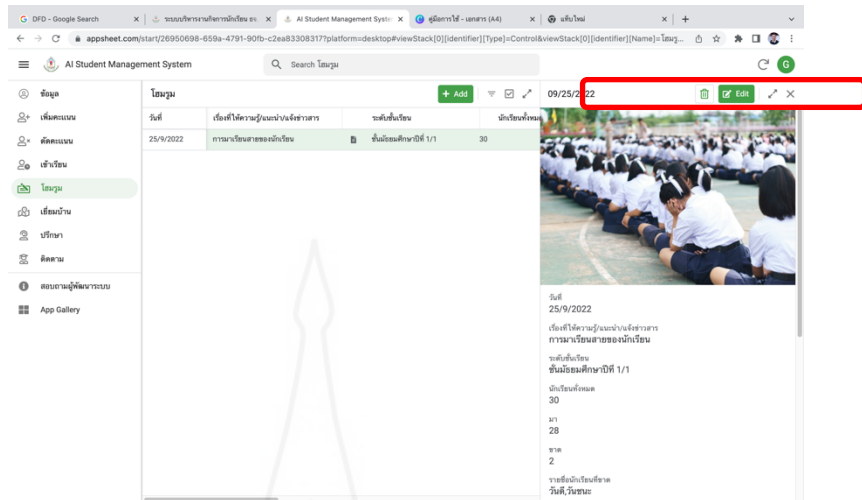 DFD - Google Search
ระบบบริหารงานกิจการนักเรียน ธจ.
AI Student Management Syste
คู่มือการใช้ - เอกสาร (A4)
แท็บใหม่
appsheet.com/start/26950698-659a-4791-90fb-c2ea83308317?platform=desktop#viewStack[0][identifier][Type]=Control&viewStack[0][identifier][Name]=โฮมรู...
AI Student Management System
Search โฮมรูม
G
ข้อมูล
เพิ่มคะแนน
ตัดคะแนน
เข้าเรียน
โฮมรูม
เยี่ยมบ้าน
ปรึกษา
ติดตาม
สอบถามผู้พัฒนาระบบ
App Gallery
โฮมรูม
+ Add
วันที่ เรื่องที่ให้ความรู้/แนะนำ/แจ้งข่าวสาร ระดับชั้นเรียน นักเรียนทั้งหม
25/9/2022 การมาเรียนสายของนักเรียน ชั้นมัธยมศึกษาปีที่ 1/1 30
09/25/2022
Edit
วันที่
25/9/2022
เรื่องที่ให้ความรู้/แนะนำ/แจ้งข่าวสาร
การมาเรียนสายของนักเรียน
ระดับชั้นเรียน
ชั้นมัธยมศึกษาปีที่ 1/1
นักเรียนทั้งหมด
30
มา
28
ขาด
2
รายชื่อนักเรียนที่ขาด
วันดี,วันชนะ